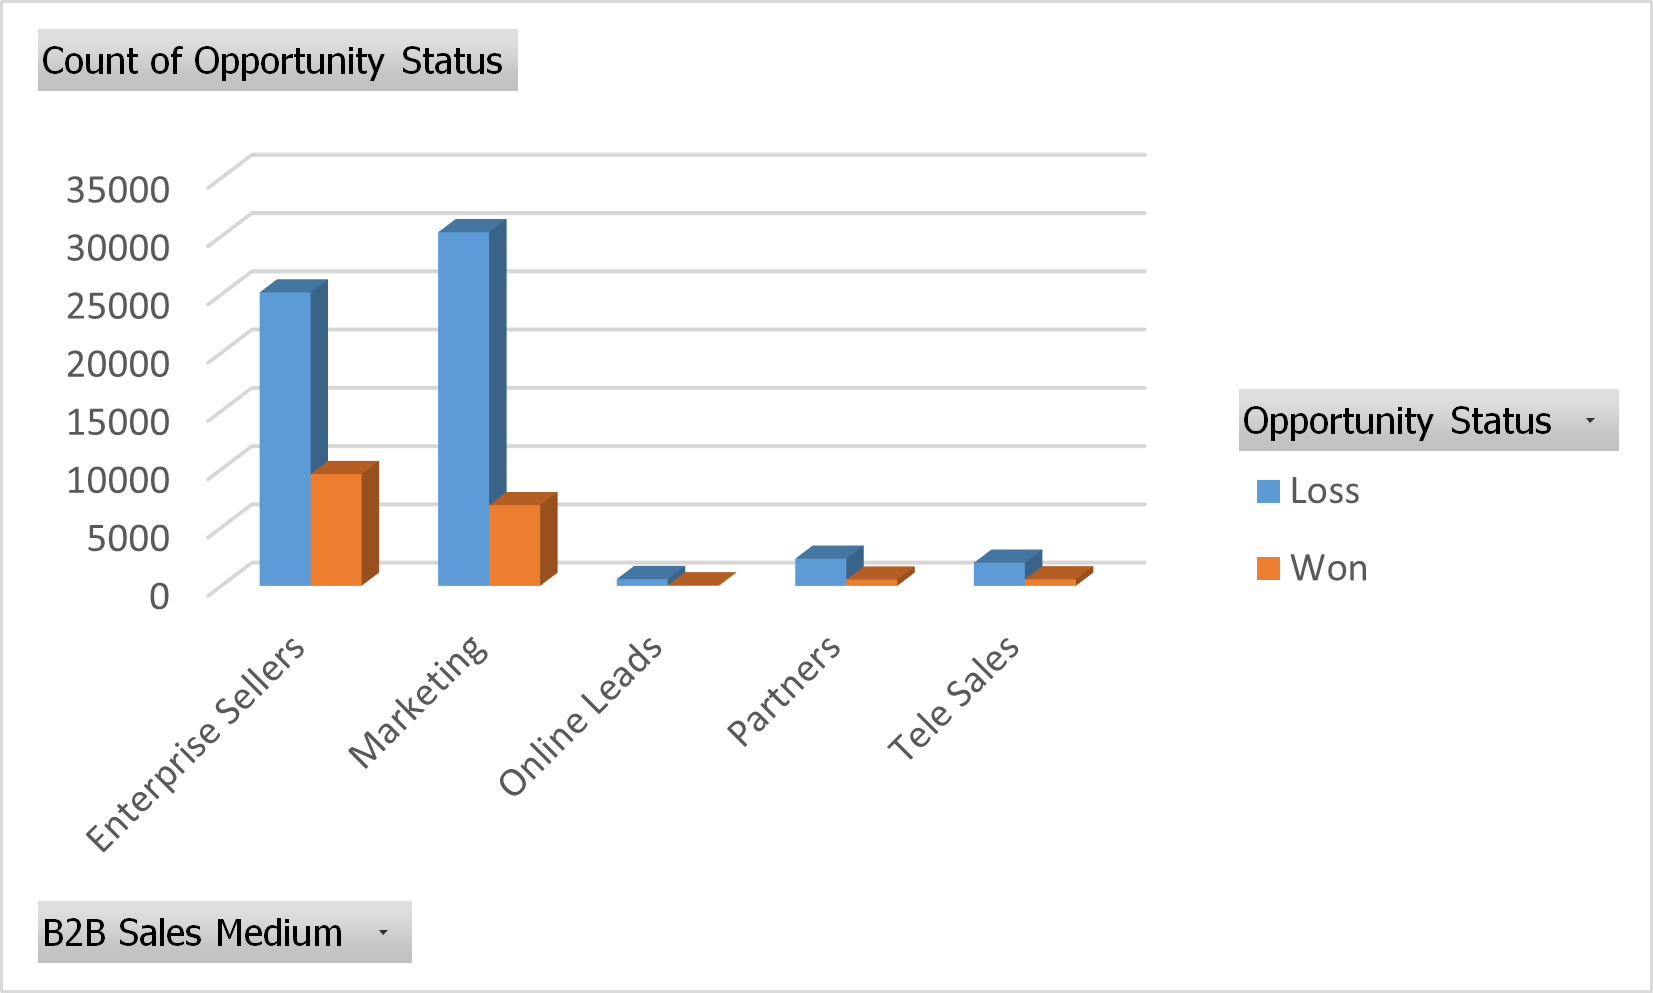 Count of Opportunity Status
35000
30000
25000
20000
15000
10000
5000
0
Enterprise Sellers
Marketing
Online Leads
Partners
Tele Sales
Opportunity Status
Loss
Won
B2B Sales Medium